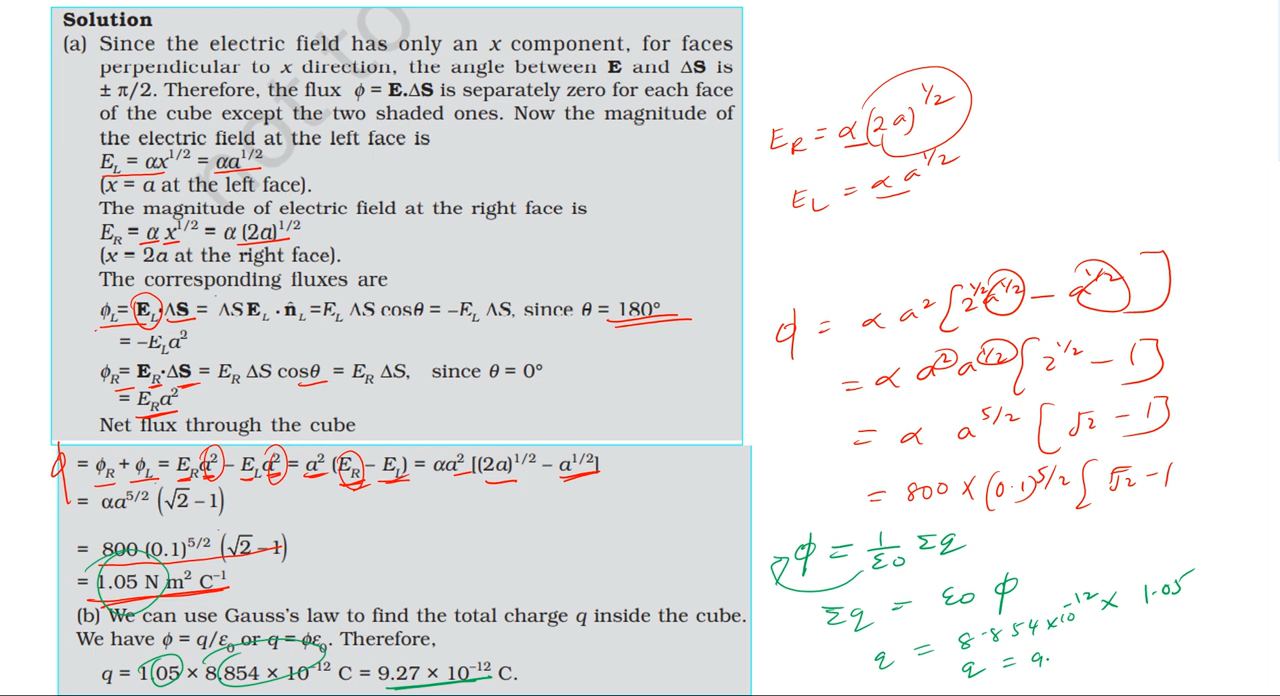 Solution
(a) Since the electric field has only an x component, for faces
perpendicular to x direction, the angle between E and ΔS is
± π/2. Therefore, the flux ϕ = E.ΔS is separately zero for each face
of the cube except the two shaded ones. Now the magnitude of
the electric field at the left face is
E_L = αx^1/2 = αa^1/2
(x = a at the left face).
The magnitude of electric field at the right face is
E_R = α x^1/2 = α (2a)^1/2
(x = 2a at the right face).
The corresponding fluxes are
ϕ_L= E_L.ΔS = ΔS E_L · n̂_L =E_L ΔS cosθ = –E_L ΔS, since θ = 180°
= –E_L a²
ϕ_R= E_R.ΔS = E_R ΔS cosθ = E_R ΔS, since θ = 0°
= E_R a²
Net flux through the cube
ϕ = ϕ_R + ϕ_L = E_R a² – E_L a² = a² (E_R – E_L) = αa² [(2a)^1/2 – a^1/2]
= αa^5/2 (√2 – 1)
= 800 (0.1)^5/2 (√2 – 1)
= 1.05 N m² C⁻¹
(b) We can use Gauss's law to find the total charge q inside the cube.
We have ϕ = q/ε₀ or q = ϕε₀. Therefore,
q = 1.05 × 8.854 × 10⁻¹² C = 9.27 × 10⁻¹² C.
not to
E_R = α (2a)^1/2
E_L = α a^1/2
ϕ = α a² [2^1/2 a^1/2 – a^1/2]
= α a² a^1/2 [2^1/2 – 1]
= α a^5/2 [√2 – 1]
= 800 × (0.1)^5/2 [√2 – 1
ϕ = 1/ε₀ Σq
Σq = ε₀ ϕ
q = 8.854 × 10⁻¹² × 1.05
q = 9.